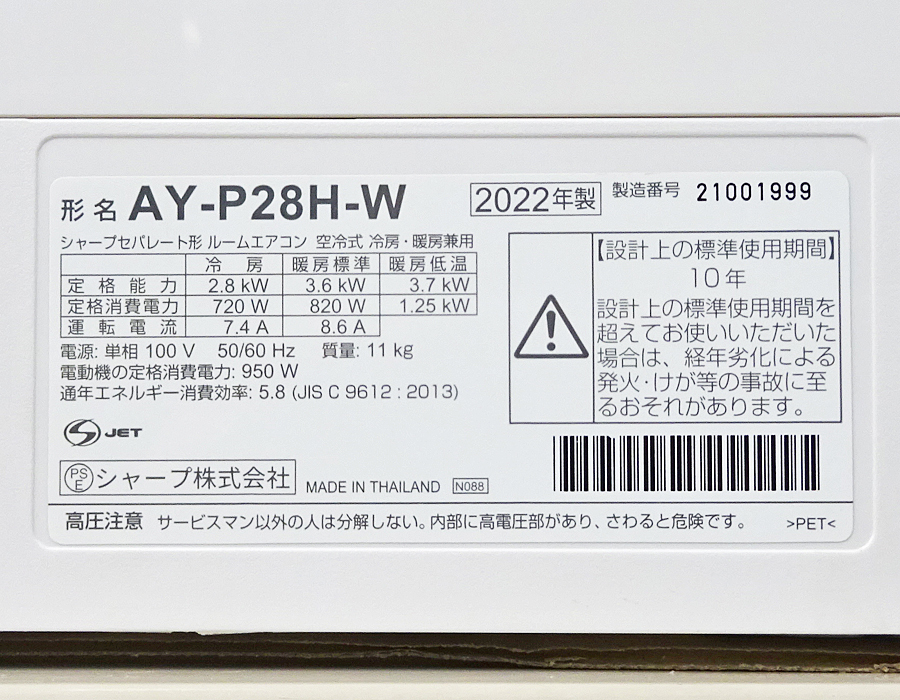 形名 AY-P28H-W
2022年製
製造番号 21001999
シャープセパレート形 ルームエアコン 空冷式 冷房・暖房兼用
冷房 暖房標準 暖房低温
定格能力 2.8 kW 3.6 kW 3.7 kW
定格消費電力 720 W 820 W 1.25 kW
運転電流 7.4 A 8.6 A
電源: 単相 100 V 50/60 Hz 質量: 11 kg
電動機の定格消費電力: 950 W
通年エネルギー消費効率: 5.8 (JIS C 9612 : 2013)
【設計上の標準使用期間】
10年
設計上の標準使用期間を
超えてお使いいただいた
場合は、経年劣化による
発火・けが等の事故に至
るおそれがあります。
S JET
PSE シャープ株式会社 MADE IN THAILAND N088
高圧注意 サービスマン以外の人は分解しない。内部に高電圧部があり、さわると危険です。 >PET<